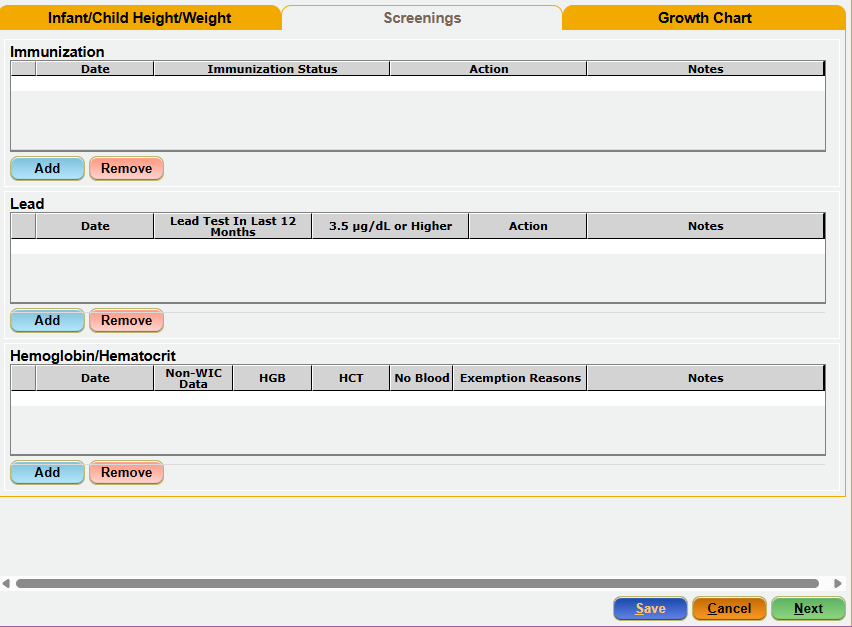 Infant/Child Height/Weight Screenings Growth Chart
Immunization
Date Immunization Status Action Notes
Add Remove
Lead
Date Lead Test In Last 12 Months 3.5 µg/dL or Higher Action Notes
Add Remove
Hemoglobin/Hematocrit
Date Non-WIC Data HGB HCT No Blood Exemption Reasons Notes
Add Remove
Save Cancel Next